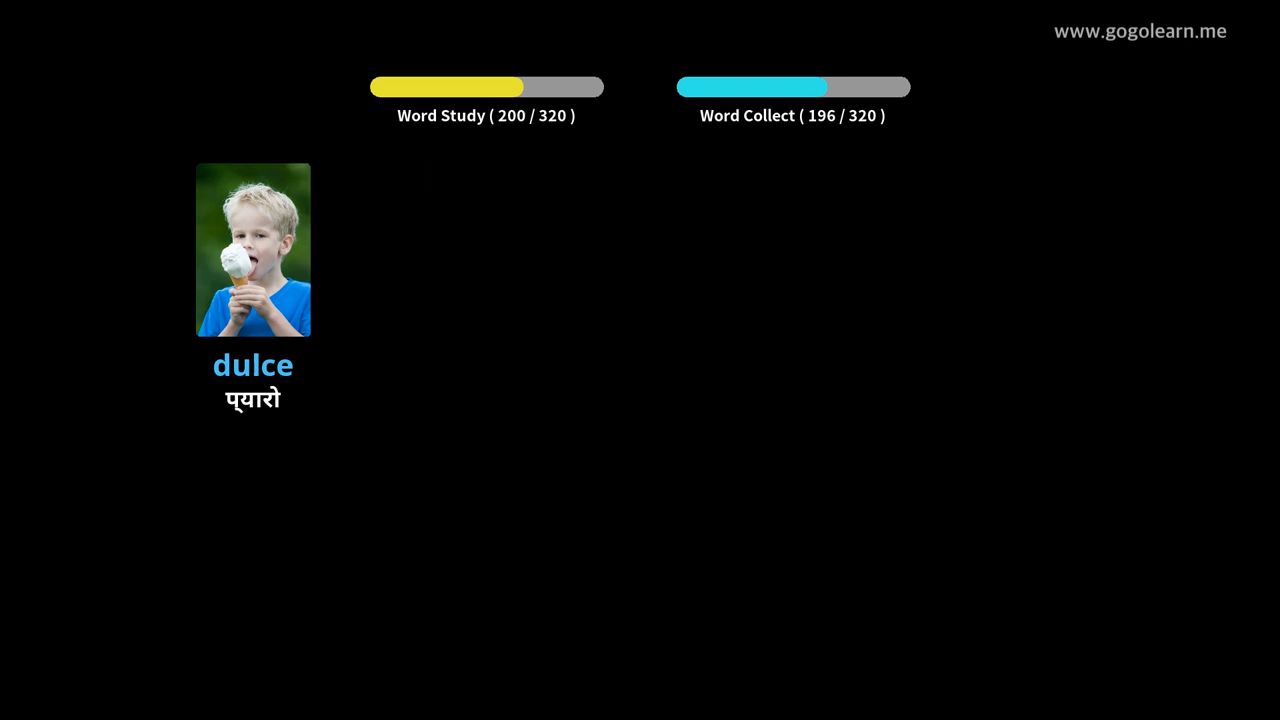 www.gogolearn.me
Word Study ( 200 / 320 )
Word Collect ( 196 / 320 )
dulce
प्यारो